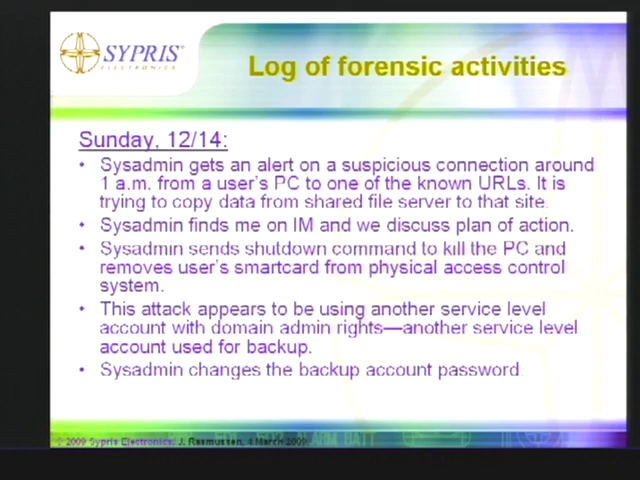 SYPRIS
ELECTRONICS
Log of forensic activities
Sunday, 12/14:
• Sysadmin gets an alert on a suspicious connection around
1 a.m. from a user's PC to one of the known URLs. It is
trying to copy data from shared file server to that site.
• Sysadmin finds me on IM and we discuss plan of action.
• Sysadmin sends shutdown command to kill the PC and
removes user's smartcard from physical access control
system.
• This attack appears to be using another service level
account with domain admin rights—another service level
account used for backup.
• Sysadmin changes the backup account password.
© 2009 Sypris Electronics, J. Rasmussen, 4 March 2009